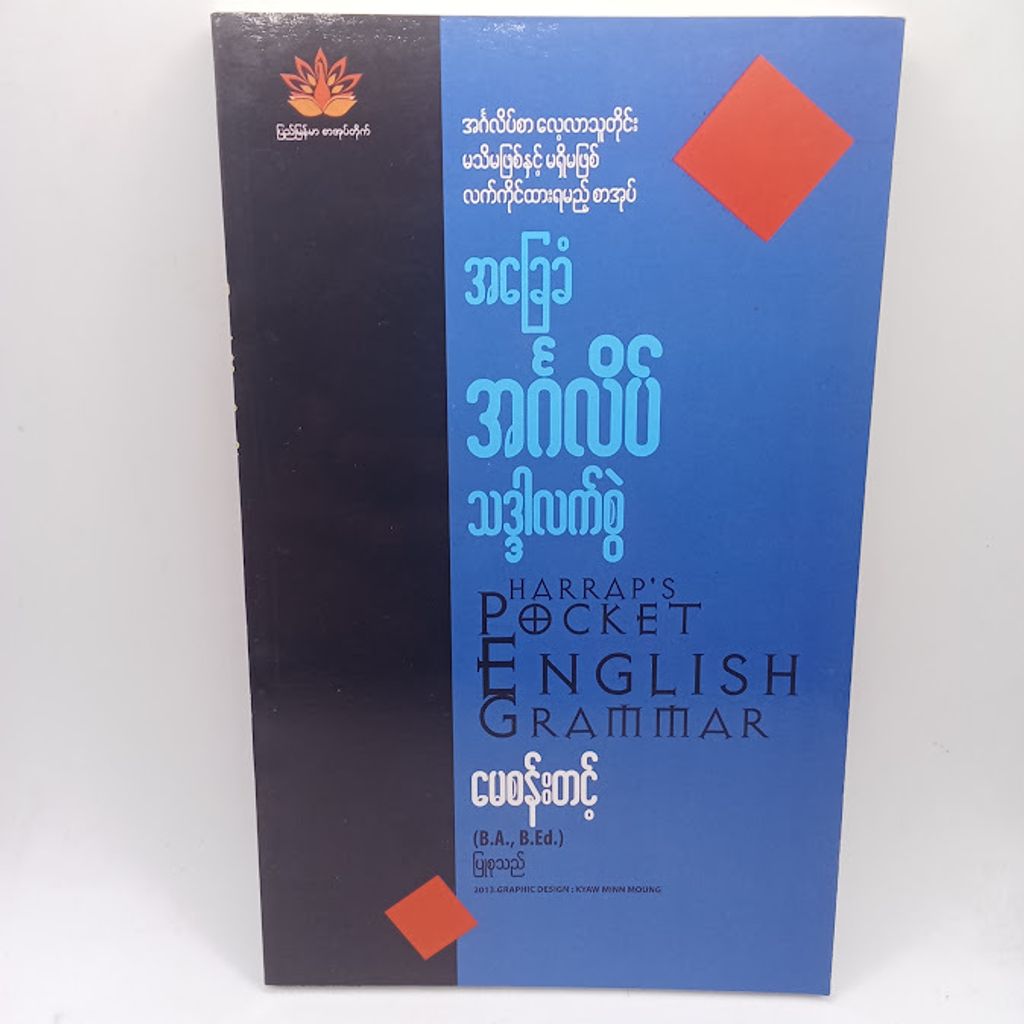 ပြည်မြန်မာ စာအုပ်တိုက်
အင်္ဂလိပ်စာ လေ့လာသူတိုင်း
မသိမဖြစ်နှင့် မရှိမဖြစ်
လက်ကိုင်ထားရမည့် စာအုပ်
အခြေခံ
အင်္ဂလိပ်
သဒ္ဒါလက်စွဲ
HARRAP'S
POCKET
ENGLISH
GRAMMAR
မေစန်းတင့်
(B.A., B.Ed.)
ပြုစုသည်
2013.GRAPHIC DESIGN : KYAW MINN MOUNG